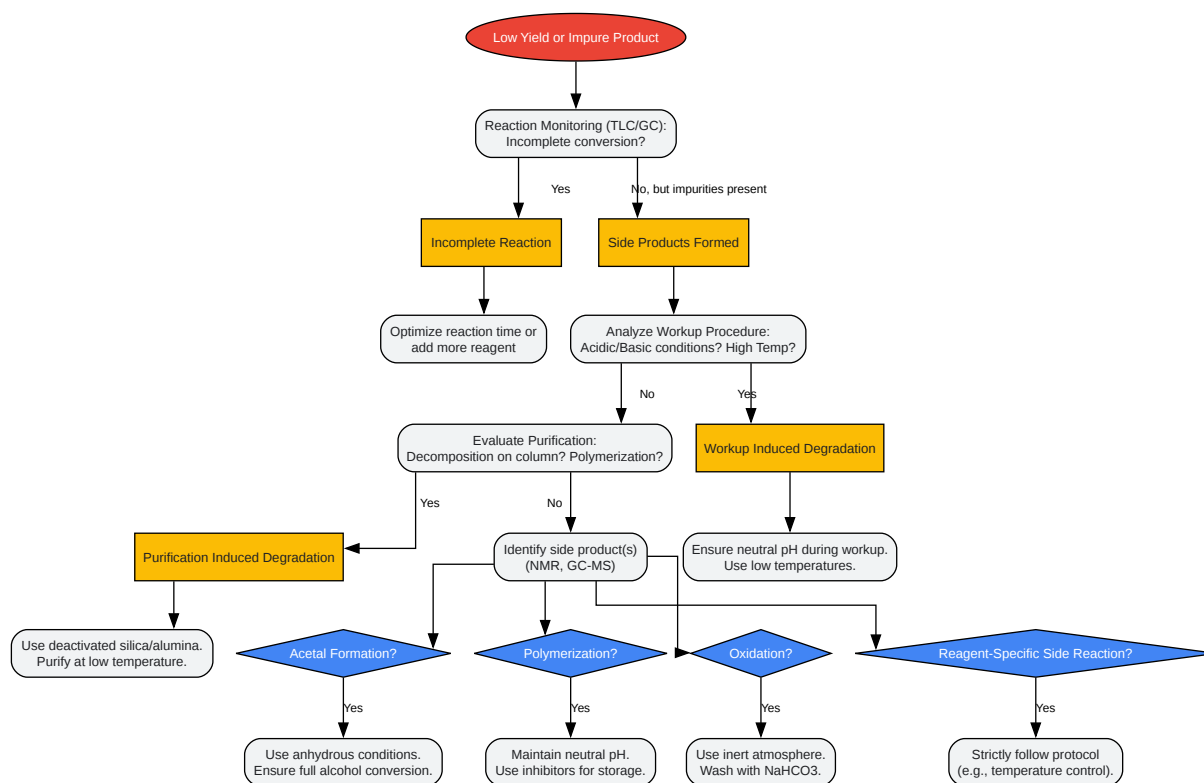 Low Yield or Impure Product
Reaction Monitoring (TLC/GC):
Incomplete conversion?
Yes
No, but impurities present
Incomplete Reaction
Side Products Formed
Optimize reaction time or
add more reagent
Analyze Workup Procedure:
Acidic/Basic conditions? High Temp?
No
Yes
Evaluate Purification:
Decomposition on column? Polymerization?
Workup Induced Degradation
Yes
No
Purification Induced Degradation
Identify side product(s)
(NMR, GC-MS)
Ensure neutral pH during workup.
Use low temperatures.
Use deactivated silica/alumina.
Purify at low temperature.
Acetal Formation?
Polymerization?
Oxidation?
Reagent-Specific Side Reaction?
Yes
Yes
Yes
Yes
Use anhydrous conditions.
Ensure full alcohol conversion.
Maintain neutral pH.
Use inhibitors for storage.
Use inert atmosphere.
Wash with NaHCO3.
Strictly follow protocol
(e.g., temperature control).